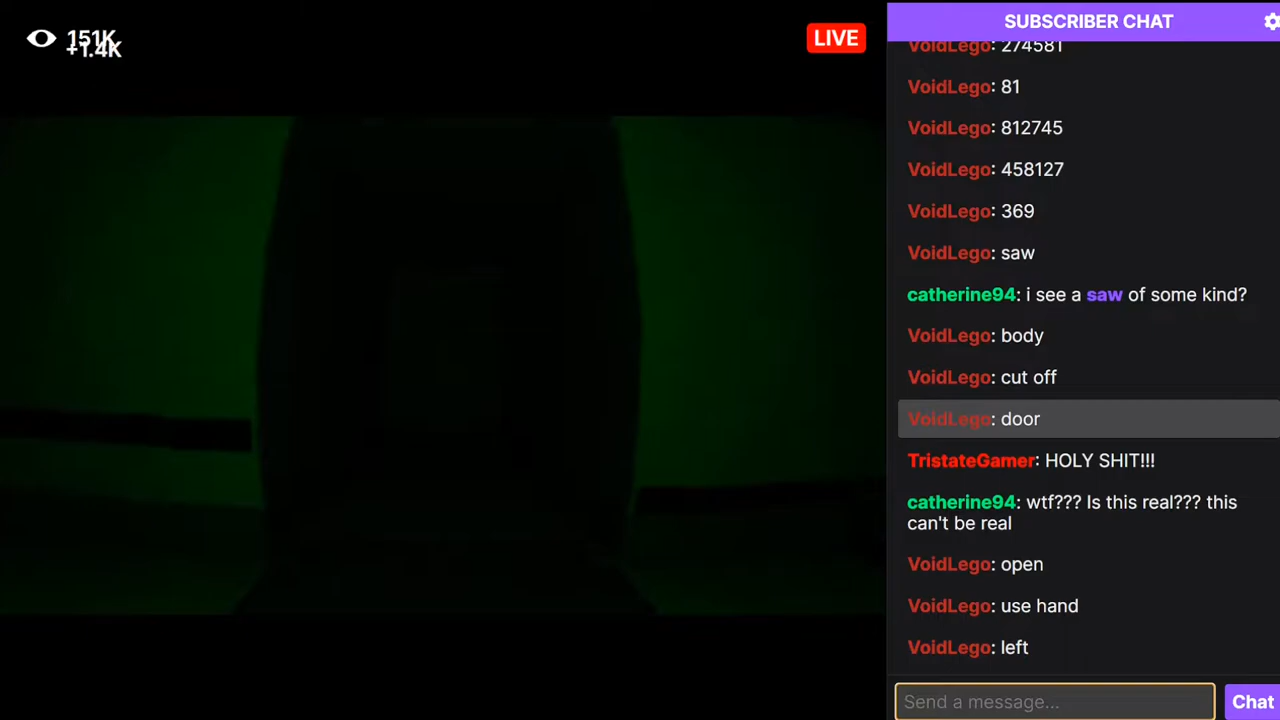 151K
+1.4K
LIVE
SUBSCRIBER CHAT
VoidLego: 274581
VoidLego: 81
VoidLego: 812745
VoidLego: 458127
VoidLego: 369
VoidLego: saw
catherine94: i see a saw of some kind?
VoidLego: body
VoidLego: cut off
VoidLego: door
TristateGamer: HOLY SHIT!!!
catherine94: wtf??? Is this real??? this
can't be real
VoidLego: open
VoidLego: use hand
VoidLego: left
Send a message...
Chat